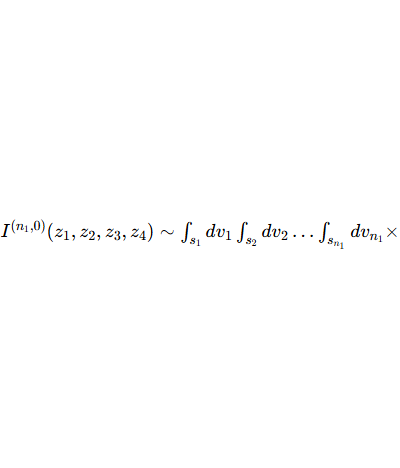 $I^{(n_1,0)}(z_1, z_2, z_3, z_4) \sim \int_{s_1} dv_1 \int_{s_2} dv_2 \ldots \int_{s_{n_1}} dv_{n_1} \times$